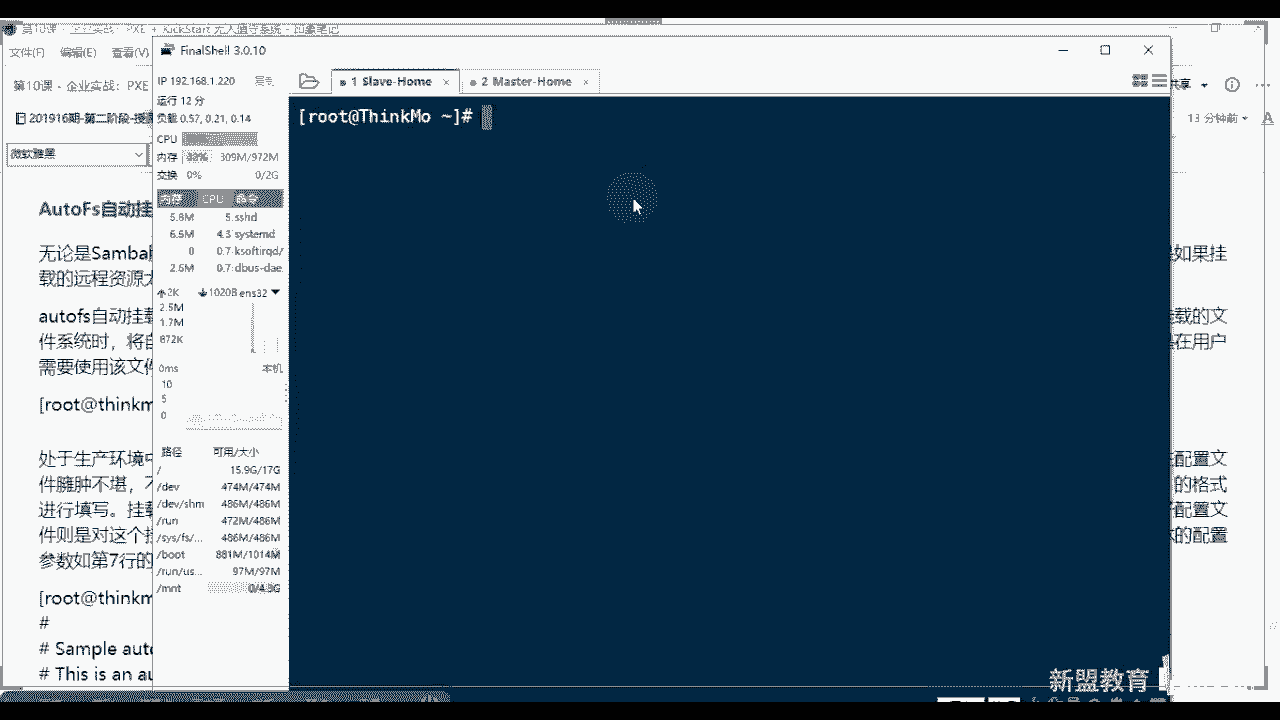 第10课 - 企业实战：PXE + KickStart 无人值守系统 - 印象笔记
文件(F) 编辑(E) 查看(V)
第10课 - 企业实战：PXE
共享
201916期-第二阶段-授
13 分钟前
微软雅黑
AutoFs自动挂
无论是Samba
如果挂
载的远程资源
autofs自动挂载
载的文
件系统时，将自
在用户
需要使用该文件
[root@thinkm
处于生产环境中
配置文
件臃肿不堪，
的格式
进行填写。挂载
配置文
件则是对这个挂
的配置
参数如第7行的
[root@thinkm
#
# Sample auto
# This is an au
FinalShell 3.0.10
IP 192.168.1.220 复制
运行 12 分
负载 0.57, 0.21, 0.14
CPU
内存 309M/972M
交换 0% 0/2G
内存 CPU 命令
5.8M 5 sshd
6.5M 4.3 systemd
0 0.7 ksoftirqd/
2.5M 0.7 dbus-dae
2K 1020B ens32
2.5M
1.7M
872K
0ms 本机
10
5
0
路径 可用/大小
/ 15.9G/17G
/dev 474M/474M
/dev/shm 486M/486M
/run 472M/486M
/sys/fs/... 486M/486M
/boot 881M/1014M
/run/us... 97M/97M
/mnt 0/4.3G
1 Slave-Home
2 Master-Home
[root@ThinkMo ~]#
新盟教育